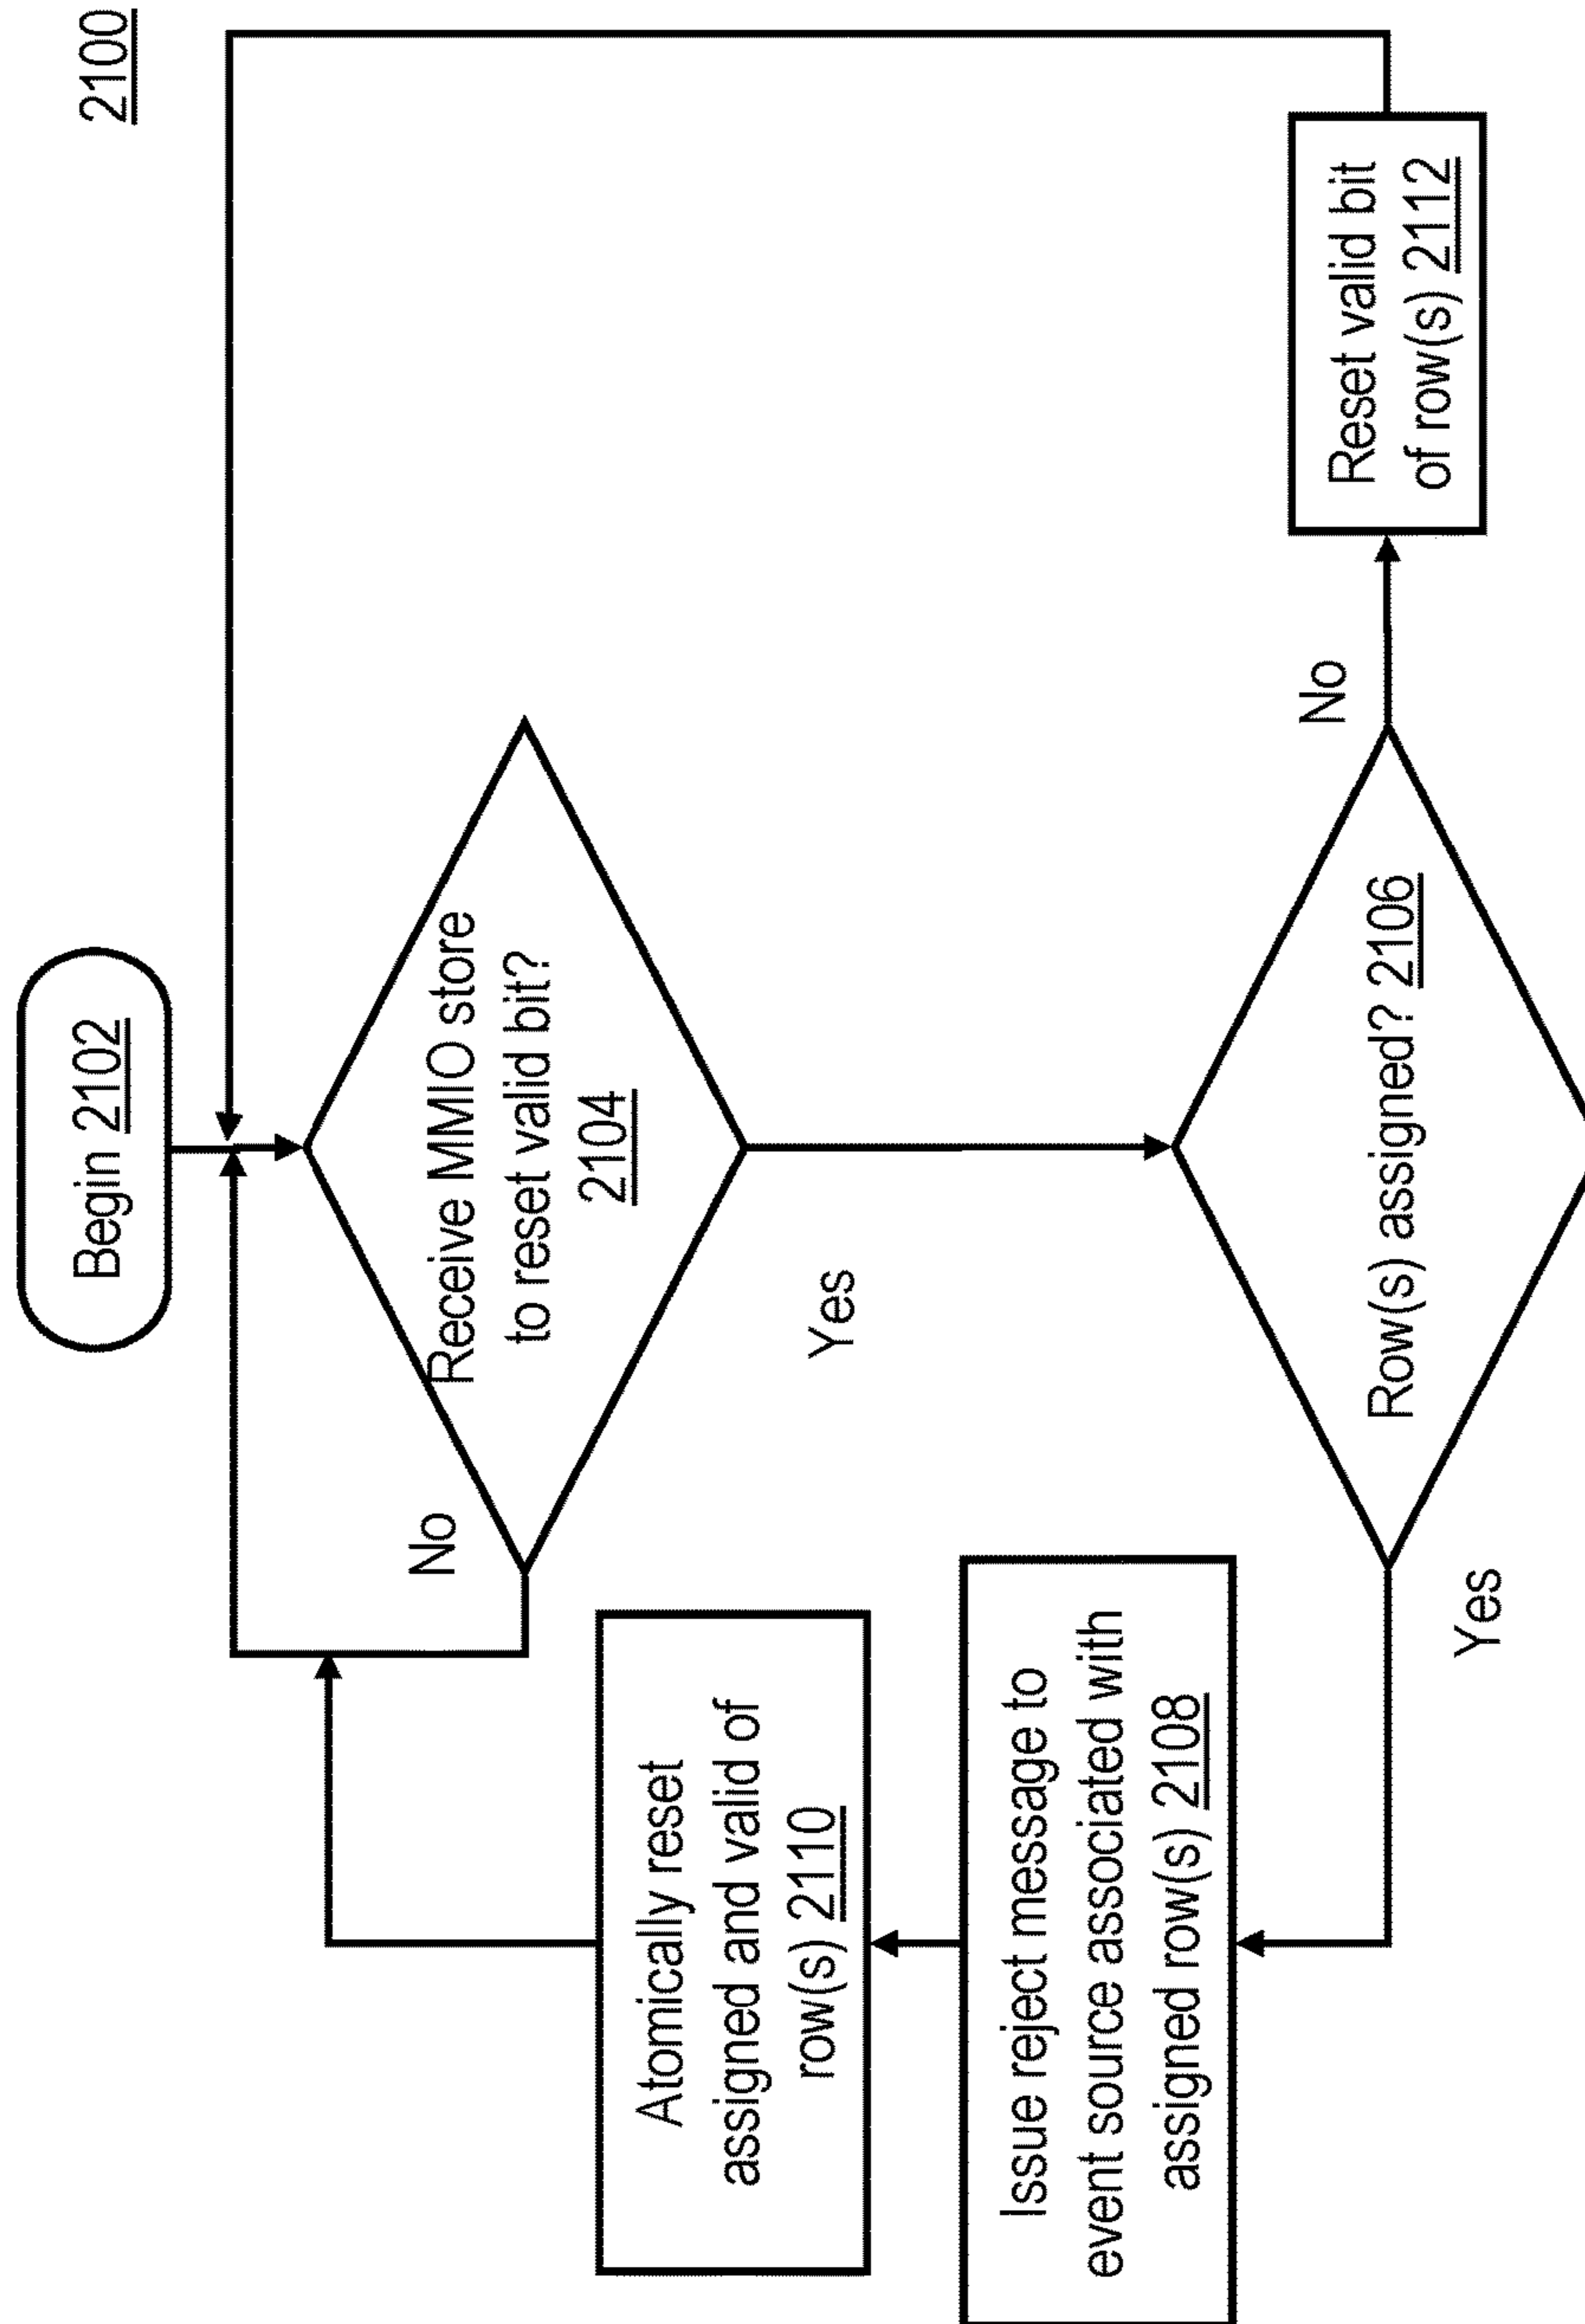 2100
Begin 2102
Receive MMIO store
to reset valid bit?
2104
No
Yes
Row(s) assigned? 2106
No
Yes
Reset valid bit
of row(s) 2112
Issue reject message to
event source associated with
assigned row(s) 2108
Atomically reset
assigned and valid of
row(s) 2110